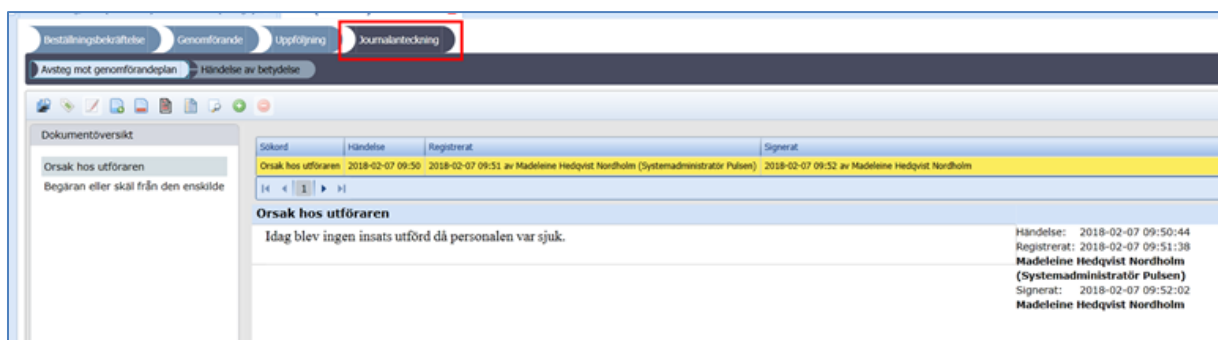 Beställningsbekräftelse Genomförande Uppföljning Journalanteckning
Avsteg mot genomförandeplan Händelse av betydelse
Dokumentöversikt
Orsak hos utföraren
Begäran eller skäl från den enskilde
Sökord Händelse Registrerat Signerat
Orsak hos utföraren 2018-02-07 09:50 2018-02-07 09:51 av Madeleine Hedqvist Nordholm (Systemadministratör Pulsen) 2018-02-07 09:52 av Madeleine Hedqvist Nordholm
1
Orsak hos utföraren
Idag blev ingen insats utförd då personalen var sjuk.
Händelse: 2018-02-07 09:50:44
Registrerat: 2018-02-07 09:51:38
Madeleine Hedqvist Nordholm
(Systemadministratör Pulsen)
Signerat: 2018-02-07 09:52:02
Madeleine Hedqvist Nordholm